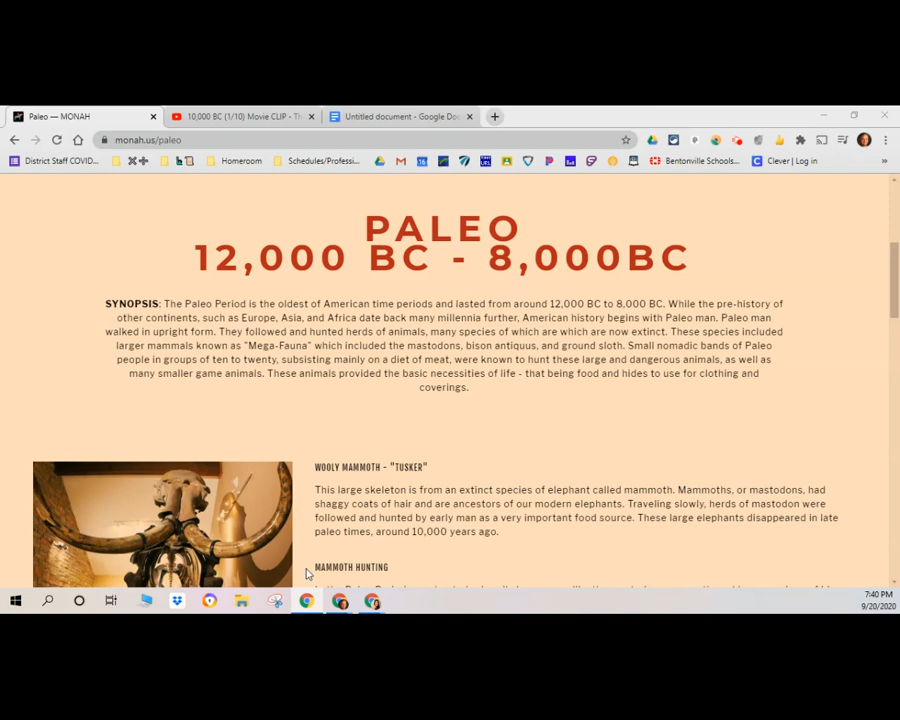 Paleo — MONAH
10,000 BC (1/10) Movie CLIP - Th
Untitled document - Google Doc
monah.us/paleo
District Staff COVID...
Homeroom
Schedules/Professi...
Bentonville Schools...
Clever | Log in
PALEO
12,000 BC - 8,000BC
SYNOPSIS: The Paleo Period is the oldest of American time periods and lasted from around 12,000 BC to 8,000 BC. While the pre-history of
other continents, such as Europe, Asia, and Africa date back many millennia further, American history begins with Paleo man. Paleo man
walked in upright form. They followed and hunted herds of animals, many species of which are which are now extinct. These species included
larger mammals known as "Mega-Fauna" which included the mastodons, bison antiquus, and ground sloth. Small nomadic bands of Paleo
people in groups of ten to twenty, subsisting mainly on a diet of meat, were known to hunt these large and dangerous animals, as well as
many smaller game animals. These animals provided the basic necessities of life - that being food and hides to use for clothing and
coverings.
WOOLY MAMMOTH - "TUSKER"
This large skeleton is from an extinct species of elephant called mammoth. Mammoths, or mastodons, had
shaggy coats of hair and are ancestors of our modern elephants. Traveling slowly, herds of mastodon were
followed and hunted by early man as a very important food source. These large elephants disappeared in late
paleo times, around 10,000 years ago.
MAMMOTH HUNTING
7:40 PM
9/20/2020